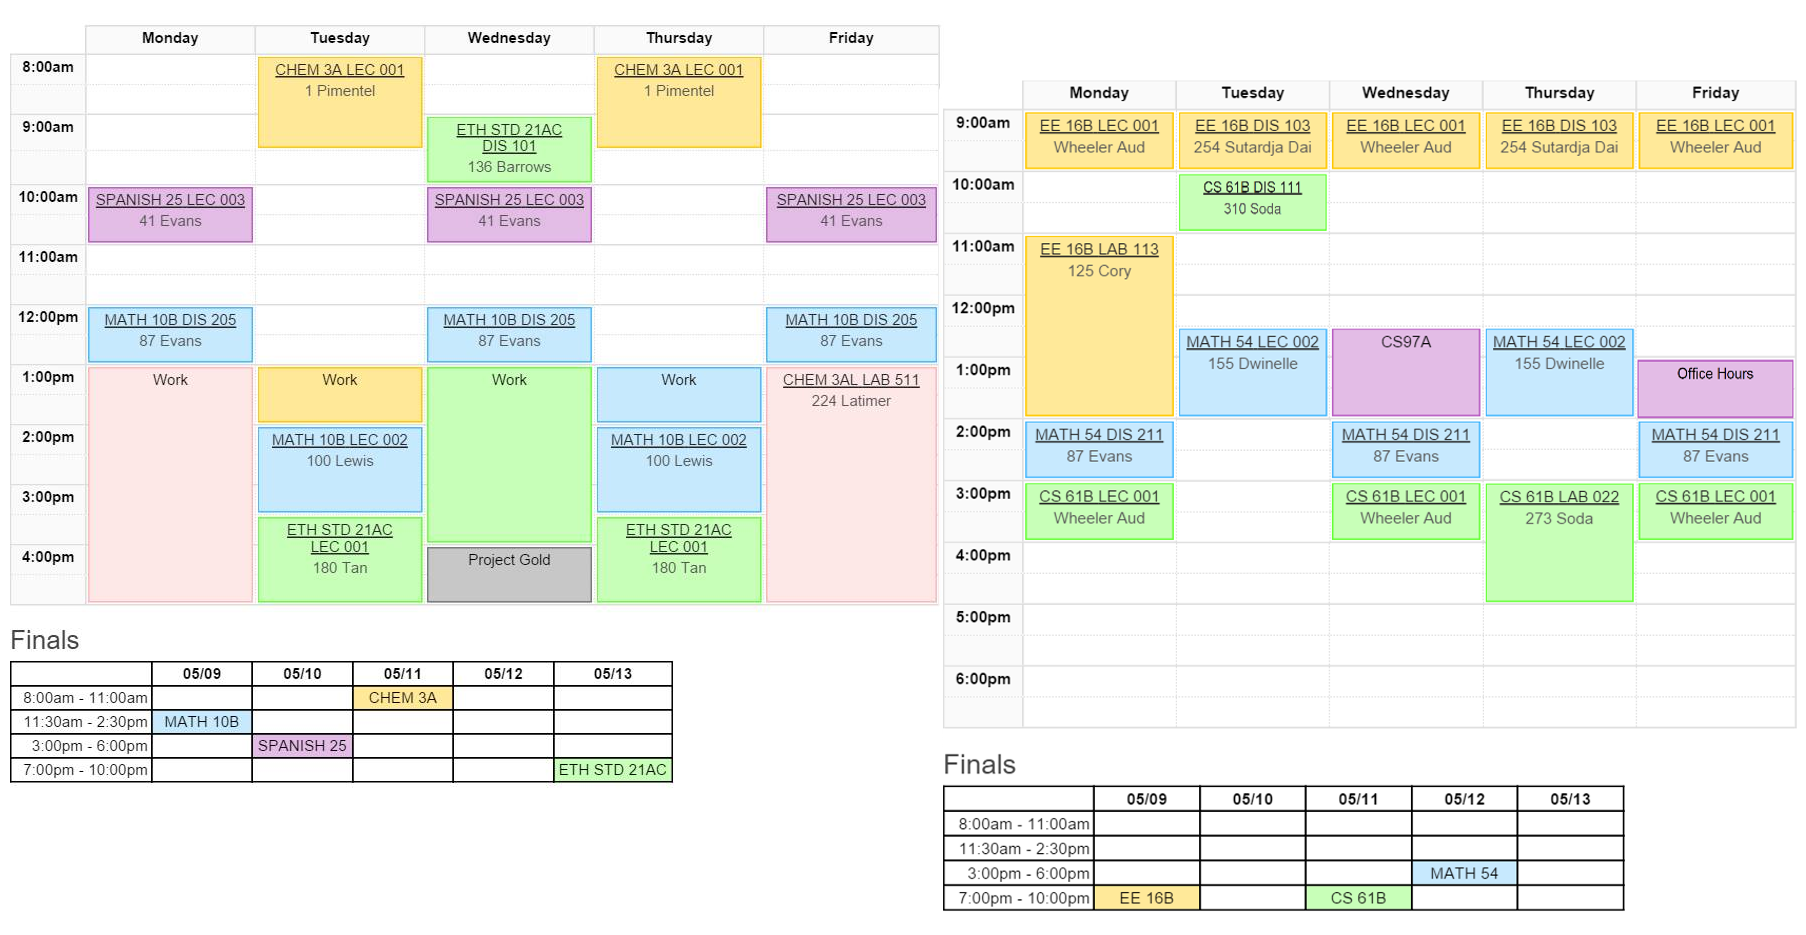 Monday Tuesday Wednesday Thursday Friday
8:00am
CHEM 3A LEC 001
1 Pimentel
CHEM 3A LEC 001
1 Pimentel
9:00am
ETH STD 21AC
DIS 101
136 Barrows
10:00am
SPANISH 25 LEC 003
41 Evans
SPANISH 25 LEC 003
41 Evans
SPANISH 25 LEC 003
41 Evans
11:00am
12:00pm
MATH 10B DIS 205
87 Evans
MATH 10B DIS 205
87 Evans
MATH 10B DIS 205
87 Evans
1:00pm
Work
Work
Work
Work
CHEM 3AL LAB 511
224 Latimer
2:00pm
MATH 10B LEC 002
100 Lewis
MATH 10B LEC 002
100 Lewis
3:00pm
ETH STD 21AC
LEC 001
180 Tan
ETH STD 21AC
LEC 001
180 Tan
4:00pm
Project Gold
Finals
05/09 05/10 05/11 05/12 05/13
8:00am - 11:00am CHEM 3A
11:30am - 2:30pm MATH 10B
3:00pm - 6:00pm SPANISH 25
7:00pm - 10:00pm ETH STD 21AC
Monday Tuesday Wednesday Thursday Friday
9:00am
EE 16B LEC 001
Wheeler Aud
EE 16B DIS 103
254 Sutardja Dai
EE 16B LEC 001
Wheeler Aud
EE 16B DIS 103
254 Sutardja Dai
EE 16B LEC 001
Wheeler Aud
10:00am
CS 61B DIS 111
310 Soda
11:00am
EE 16B LAB 113
125 Cory
12:00pm
MATH 54 LEC 002
155 Dwinelle
CS97A
MATH 54 LEC 002
155 Dwinelle
1:00pm
Office Hours
2:00pm
MATH 54 DIS 211
87 Evans
MATH 54 DIS 211
87 Evans
MATH 54 DIS 211
87 Evans
3:00pm
CS 61B LEC 001
Wheeler Aud
CS 61B LEC 001
Wheeler Aud
CS 61B LAB 022
273 Soda
CS 61B LEC 001
Wheeler Aud
4:00pm
5:00pm
6:00pm
Finals
05/09 05/10 05/11 05/12 05/13
8:00am - 11:00am
11:30am - 2:30pm
3:00pm - 6:00pm MATH 54
7:00pm - 10:00pm EE 16B CS 61B